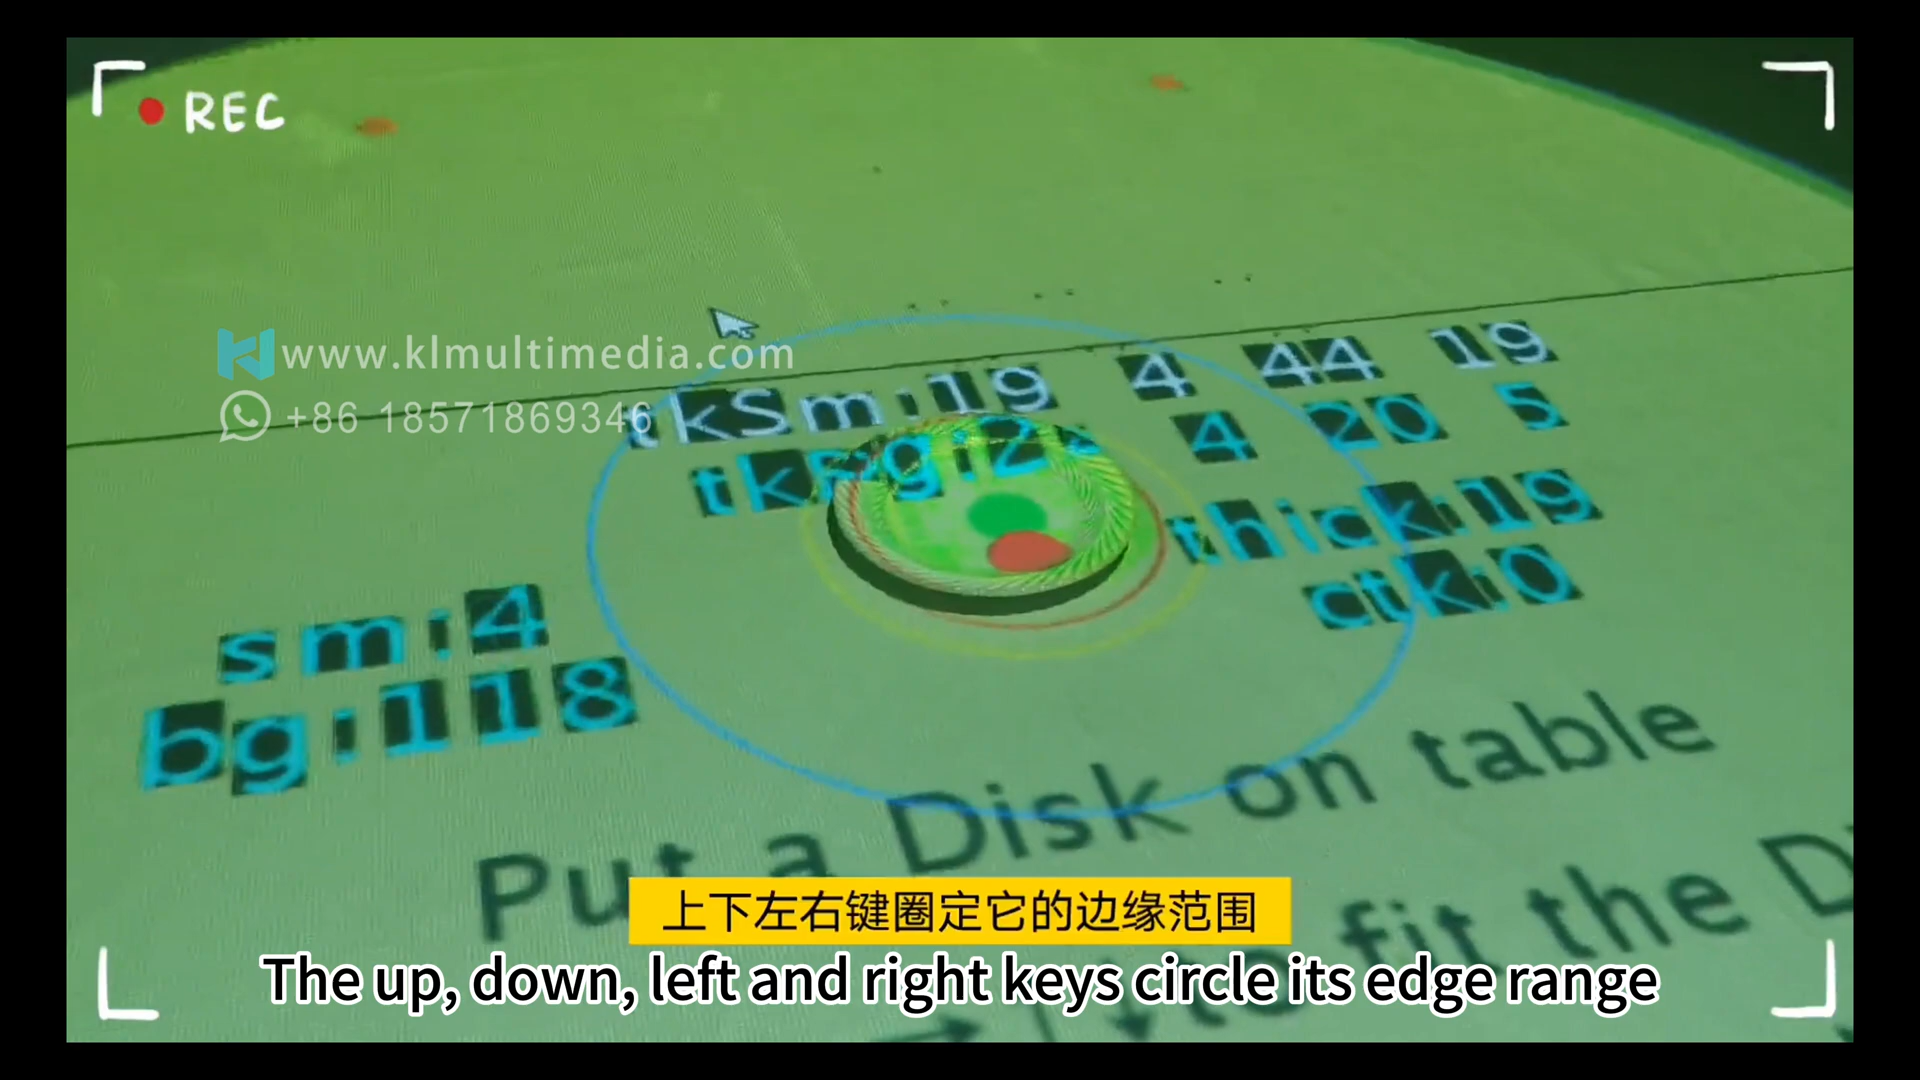 REC
www.klmultimedia.com
+86 18571869346
tkSm:19 4 44 19
4 20 5
thick:19
ctk:0
sm:4
bg:118
Put a Disk on table
to fit the
上下左右键圈定它的边缘范围
The up, down, left and right keys circle its edge range